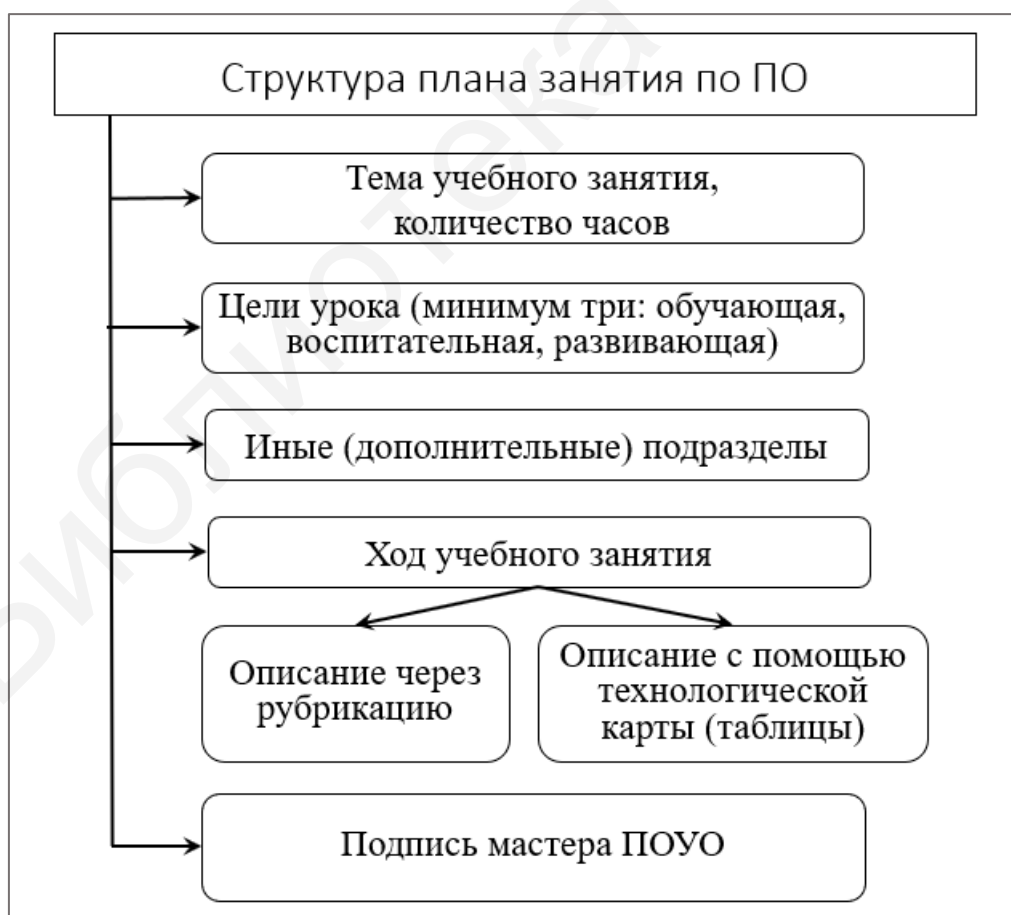 Структура плана занятия по ПО
Тема учебного занятия,
количество часов
Цели урока (минимум три: обучающая,
воспитательная, развивающая)
Иные (дополнительные) подразделы
Ход учебного занятия
Описание через
рубрикацию
Описание с помощью
технологической
карты (таблицы)
Подпись мастера ПОУО
Библиотека